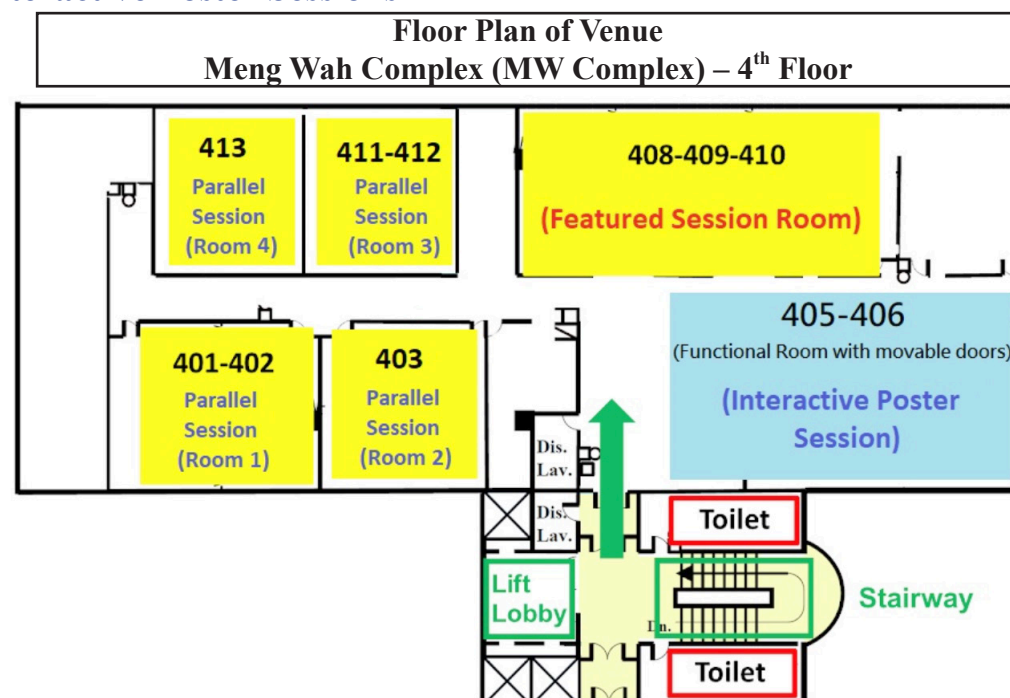 Floor Plan of Venue
Meng Wah Complex (MW Complex) – 4th Floor
413
Parallel
Session
(Room 4)
411-412
Parallel
Session
(Room 3)
408-409-410
(Featured Session Room)
401-402
Parallel
Session
(Room 1)
403
Parallel
Session
(Room 2)
405-406
(Functional Room with movable doors)
(Interactive Poster
Session)
Dis.
Lav.
Dis.
Lav.
Toilet
Lift
Lobby
Dn.
Stairway
Toilet